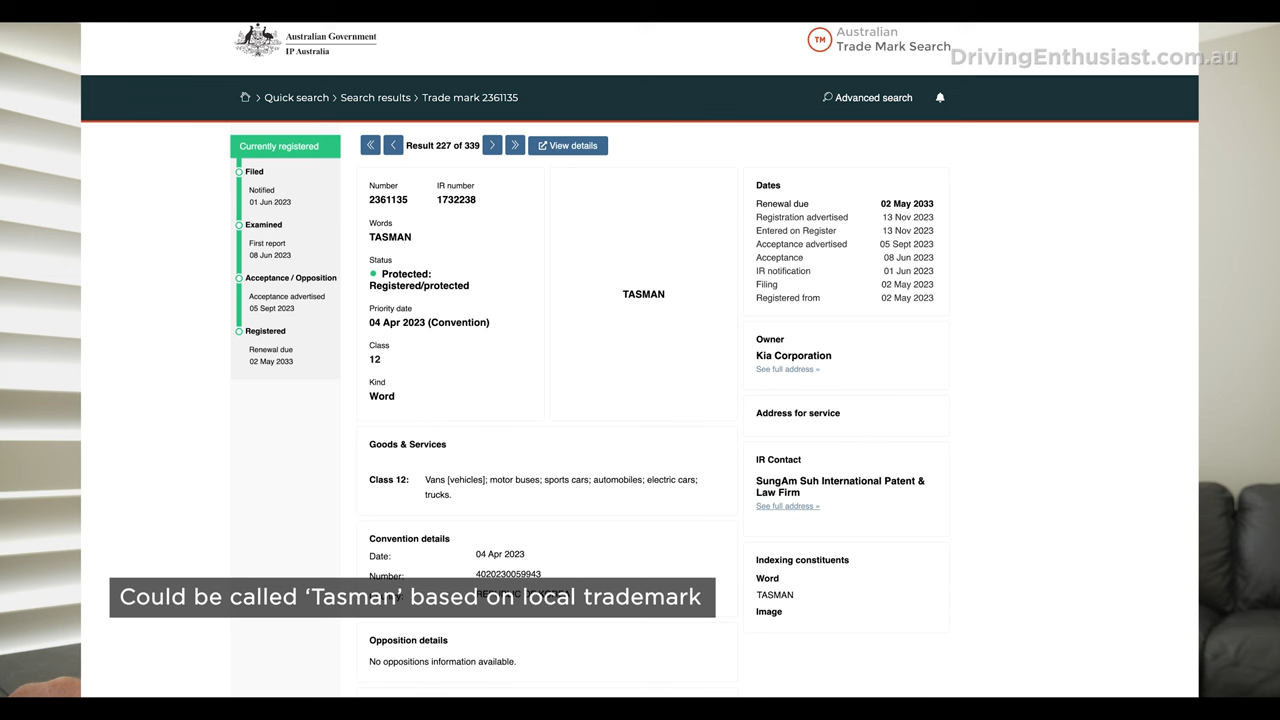 Australian Government
IP Australia
TM
Australian
Trade Mark Search
DrivingEnthusiast.com.au
Quick search > Search results > Trade mark 2361135
Advanced search
Currently registered
Filed
Notified
01 Jun 2023
Examined
First report
08 Jun 2023
Acceptance / Opposition
Acceptance advertised
05 Sept 2023
Registered
Renewal due
02 May 2033
Result 227 of 339
View details
Number IR number
2361135 1732238
Words
TASMAN
Status
Protected:
Registered/protected
Priority date
04 Apr 2023 (Convention)
Class
12
Kind
Word
TASMAN
Goods & Services
Class 12: Vans [vehicles]; motor buses; sports cars; automobiles; electric cars;
trucks.
Convention details
Date: 04 Apr 2023
Number: 4020230059943
Could be called ‘Tasman’ based on local trademark
Opposition details
No oppositions information available.
Dates
Renewal due 02 May 2033
Registration advertised 13 Nov 2023
Entered on Register 13 Nov 2023
Acceptance advertised 05 Sept 2023
Acceptance 08 Jun 2023
IR notification 01 Jun 2023
Filing 02 May 2023
Registered from 02 May 2023
Owner
Kia Corporation
See full address »
Address for service
IR Contact
SungAm Suh International Patent &
Law Firm
See full address »
Indexing constituents
Word
TASMAN
Image